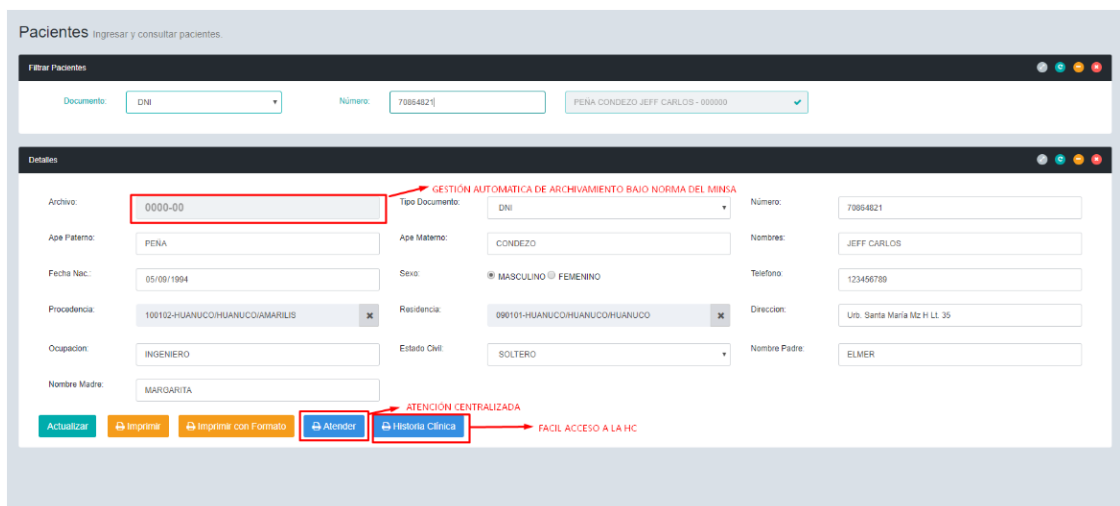 Pacientes Ingresar y consultar pacientes.
Filtrar Pacientes
Documento: DNI Número: 70864821 PEÑA CONDEZO JEFF CARLOS - 000000
Detalles
GESTIÓN AUTOMATICA DE ARCHIVAMIENTO BAJO NORMA DEL MINSA
Archivo: 0000-00 Tipo Documento: DNI Número: 70864821
Ape Paterno: PEÑA Ape Materno: CONDEZO Nombres: JEFF CARLOS
Fecha Nac.: 05/09/1994 Sexo: MASCULINO FEMENINO Telefono: 123456789
Procedencia: 100102-HUANUCO/HUANUCO/AMARILIS Residencia: 090101-HUANUCO/HUANUCO/HUANUCO Direccion: Urb. Santa María Mz H Lt. 35
Ocupacion: INGENIERO Estado Civil: SOLTERO Nombre Padre: ELMER
Nombre Madre: MARGARITA
ATENCIÓN CENTRALIZADA
Actualizar Imprimir Imprimir con Formato Atender Historia Clínica FACIL ACCESO A LA HC